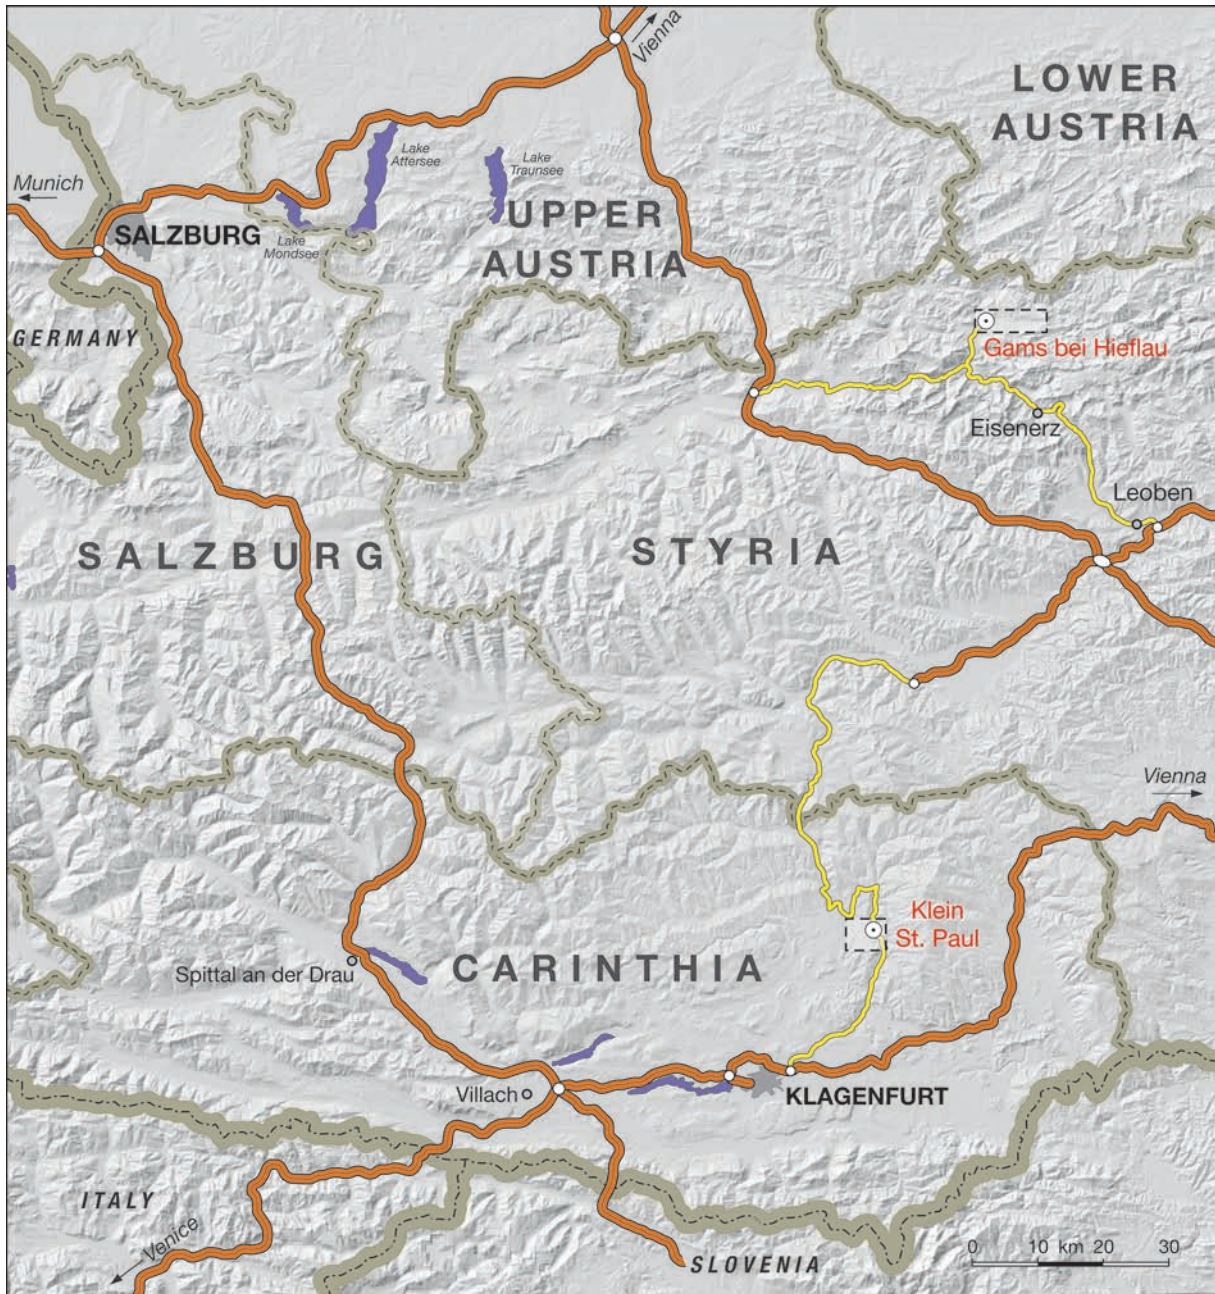 Vienna
LOWER
AUSTRIA
Lake
Attersee
Lake
Traunsee
Munich
UPPER
AUSTRIA
SALZBURG
Lake
Mondsee
GERMANY
Gams bei Hieflau
Eisenerz
Leoben
SALZBURG
STYRIA
Vienna
Klein
St. Paul
CARINTHIA
Spittal an der Drau
Villach
KLAGENFURT
ITALY
Venice
SLOVENIA
0 10 km 20 30